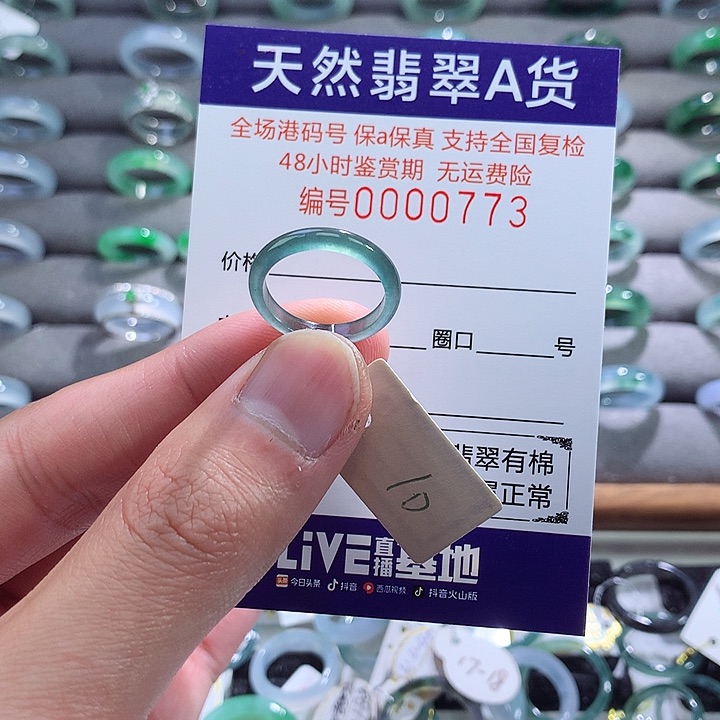 天然翡翠A货
全场港码号 保a保真 支持全国复检
48小时鉴赏期 无运费险
编号0000773
价格
圈口 号
翡翠有棉
正常
10
LIVE直播基地
今日头条 抖音 西瓜视频 抖音火山版
17-18